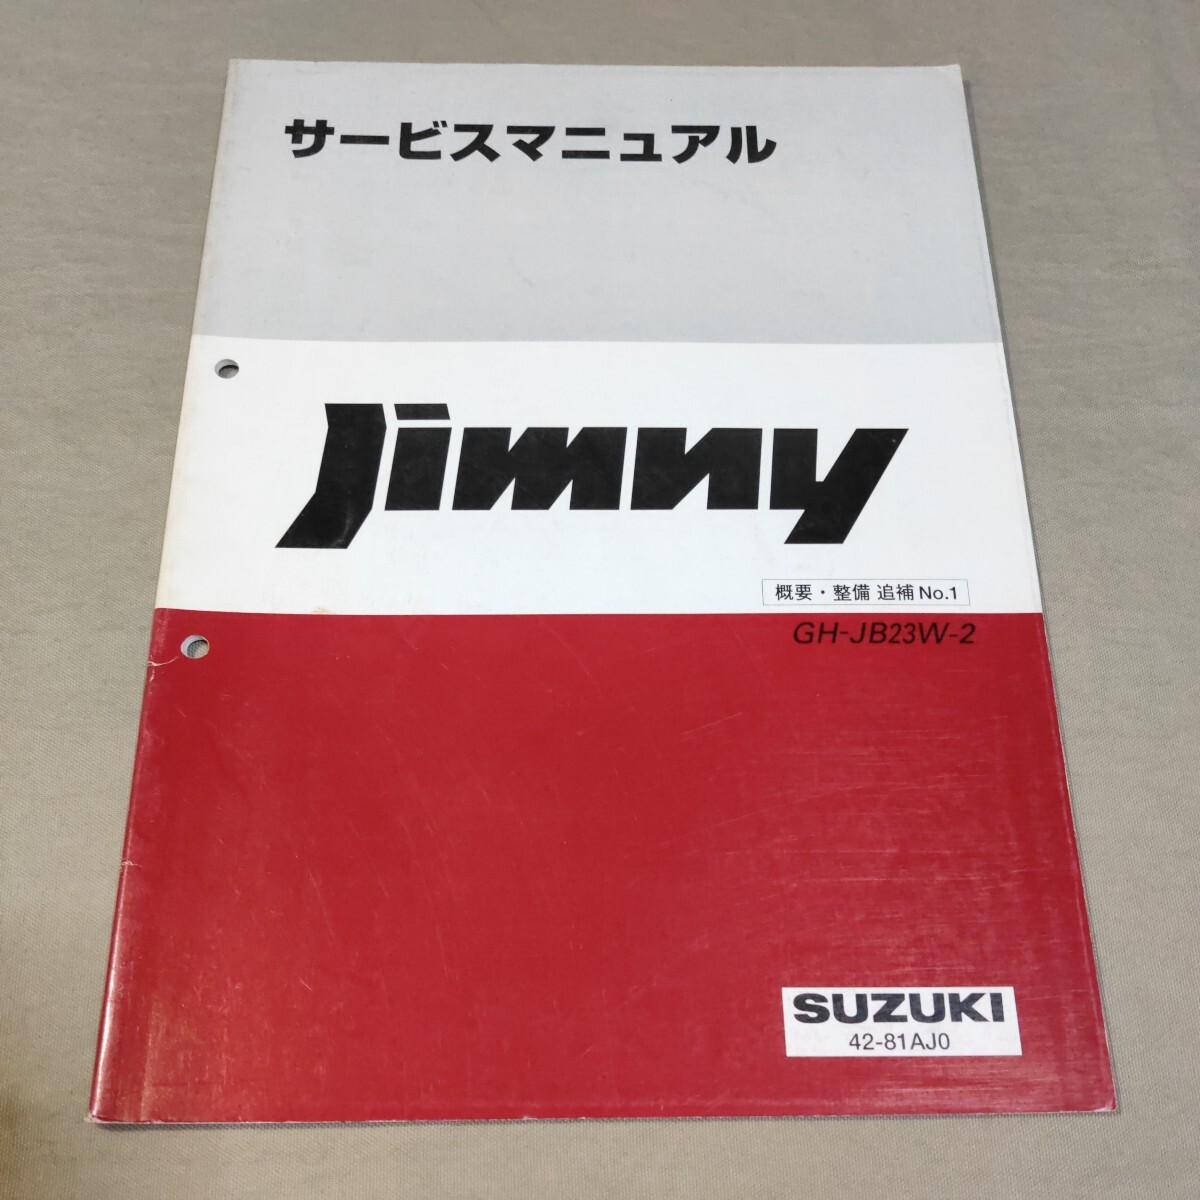 サービスマニュアル
Jimny
概要・整備 追補 No.1
GH-JB23W-2
SUZUKI
42-81AJ0